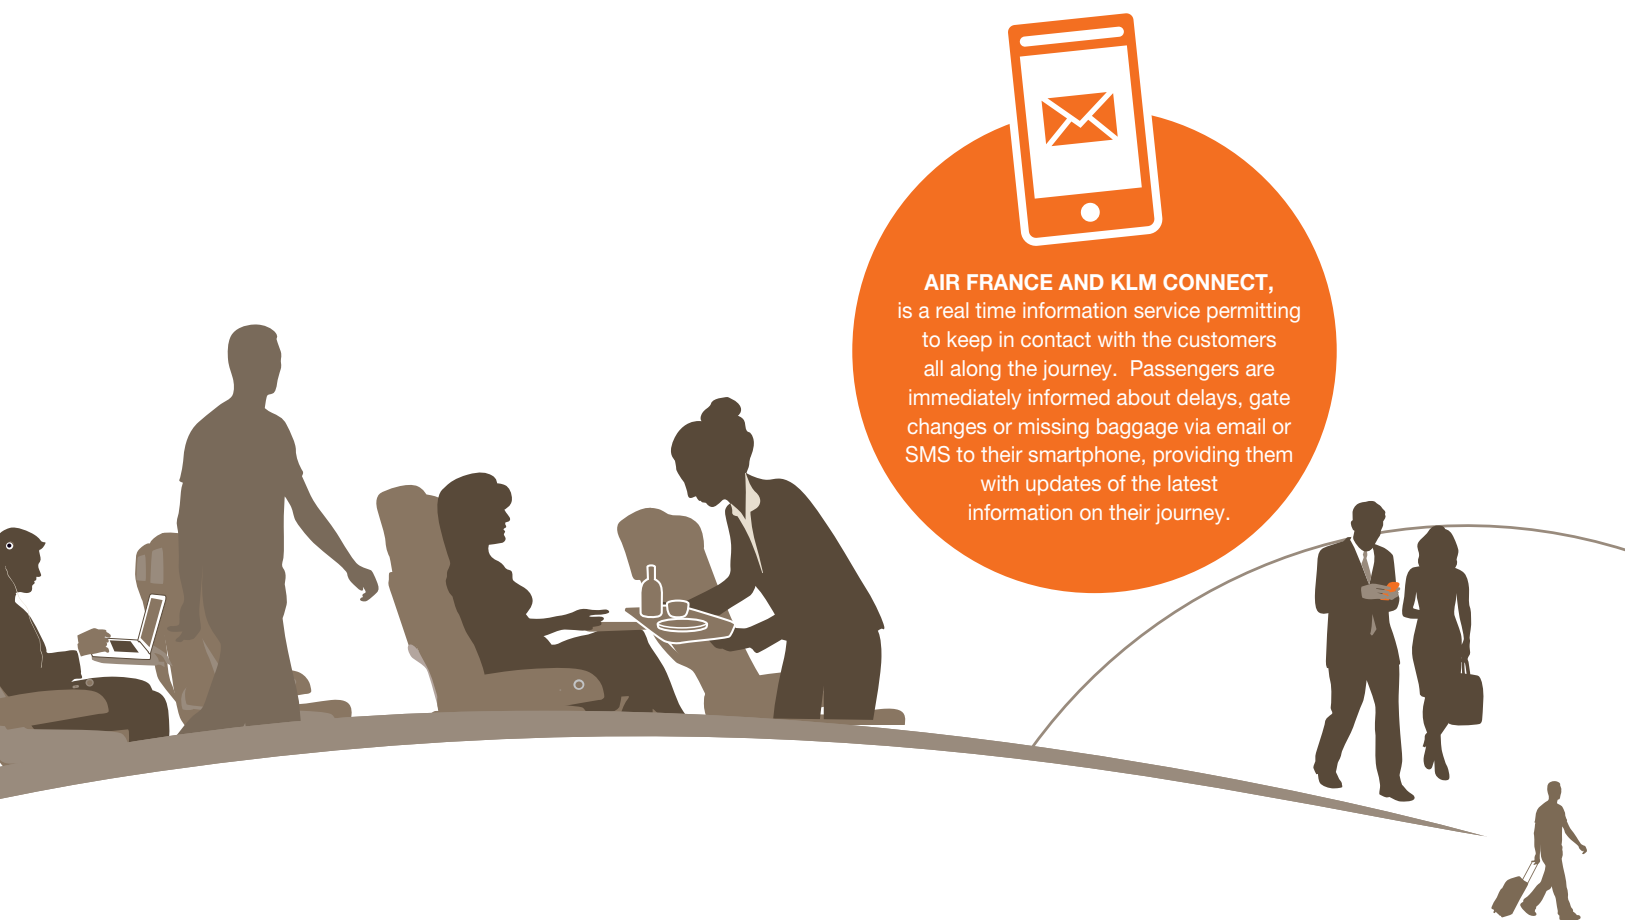 AIR FRANCE AND KLM CONNECT,
is a real time information service permitting
to keep in contact with the customers
all along the journey.  Passengers are
immediately informed about delays, gate
changes or missing baggage via email or
SMS to their smartphone, providing them
with updates of the latest
information on their journey.